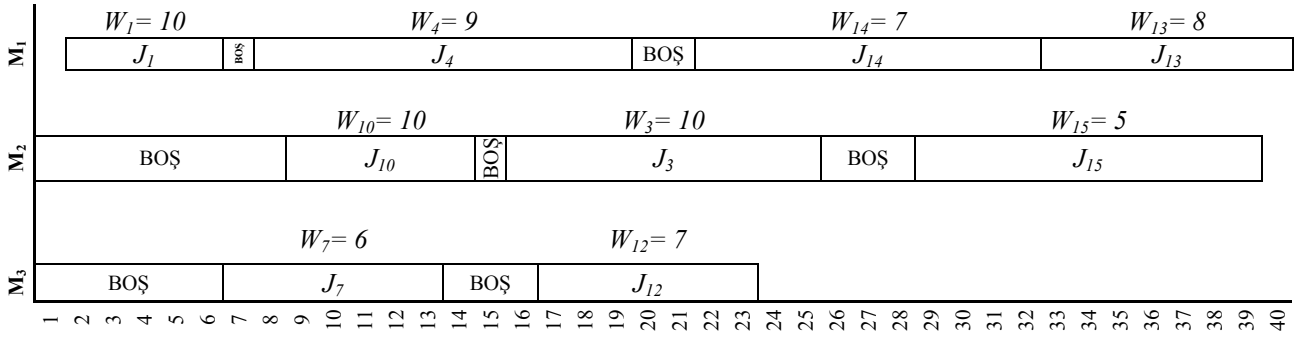 W1= 10 W4= 9 W14= 7 W13= 8
M1 J1 BOŞ J4 BOŞ J14 J13
W10= 10 W3= 10 W15= 5
M2 BOŞ J10 BOŞ J3 BOŞ J15
W7= 6 W12= 7
M3 BOŞ J7 BOŞ J12
1 2 3 4 5 6 7 8 9 10 11 12 13 14 15 16 17 18 19 20 21 22 23 24 25 26 27 28 29 30 31 32 33 34 35 36 37 38 39 40